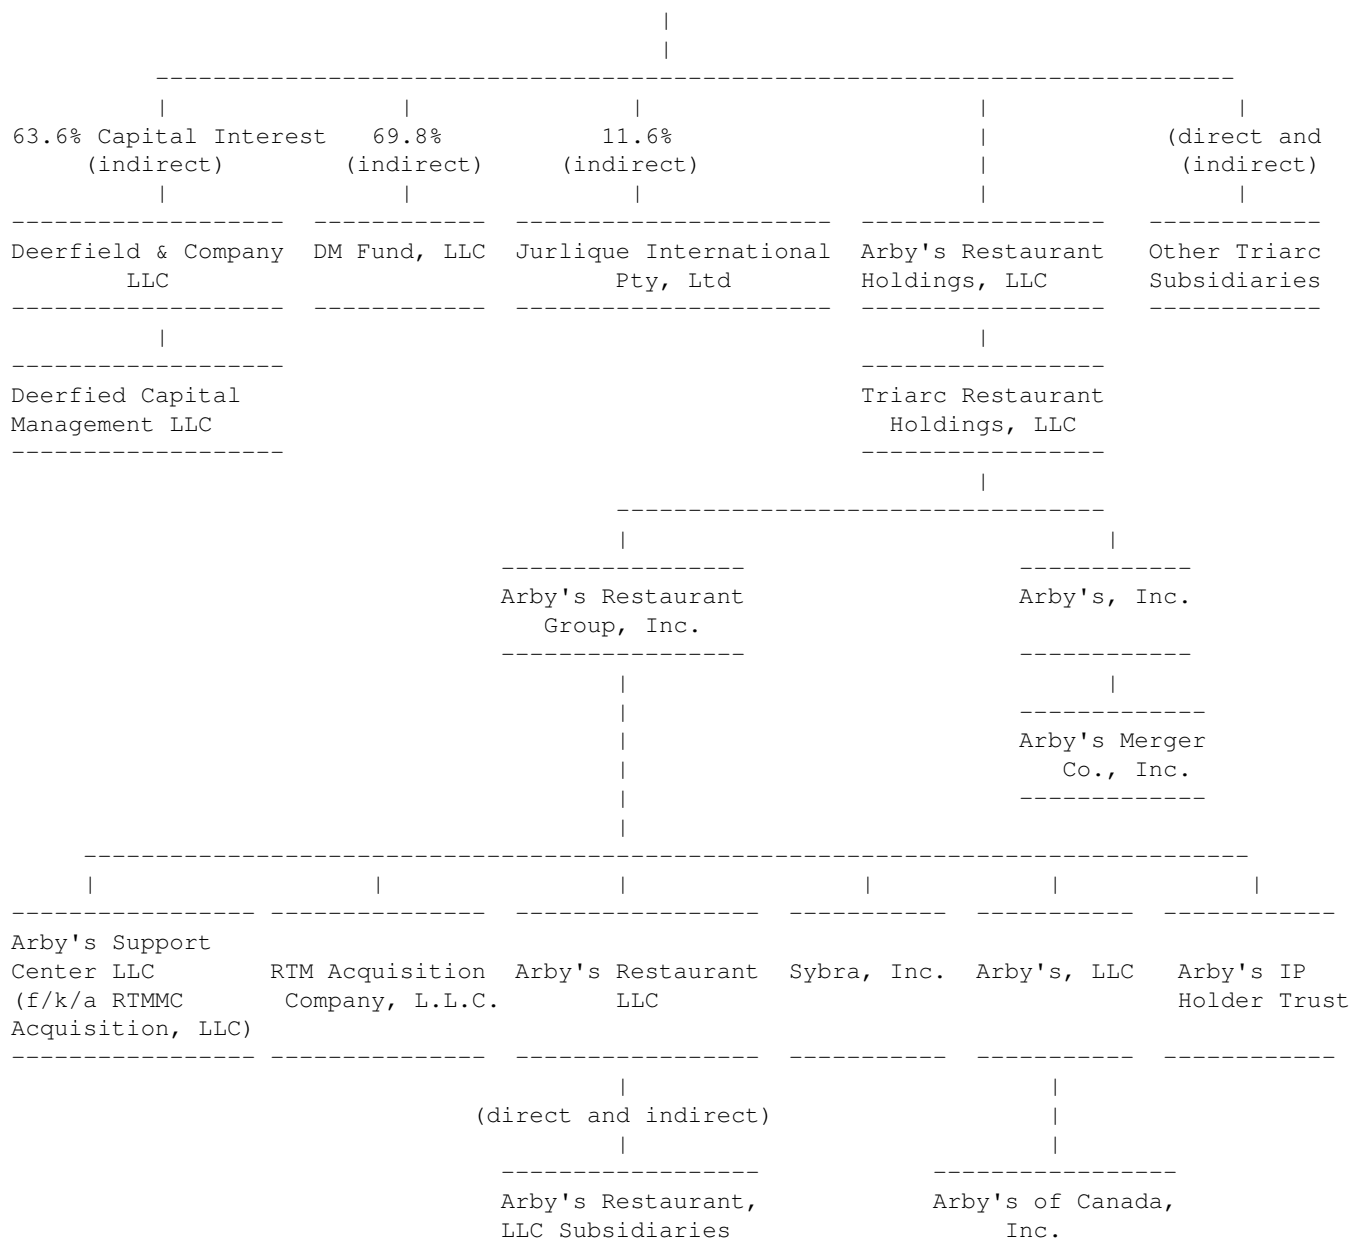 63.6% Capital Interest 69.8% 11.6% (direct and
(indirect) (indirect) (indirect) (indirect)
Deerfield & Company DM Fund, LLC Jurlique International Arby's Restaurant Other Triarc
LLC Pty, Ltd Holdings, LLC Subsidiaries
Deerfied Capital Triarc Restaurant
Management LLC Holdings, LLC
Arby's Restaurant Arby's, Inc.
Group, Inc.
Arby's Merger
Co., Inc.
Arby's Support
Center LLC RTM Acquisition Arby's Restaurant Sybra, Inc. Arby's, LLC Arby's IP
(f/k/a RTMMC Company, L.L.C. LLC Holder Trust
Acquisition, LLC)
(direct and indirect)
Arby's Restaurant, Arby's of Canada,
LLC Subsidiaries Inc.